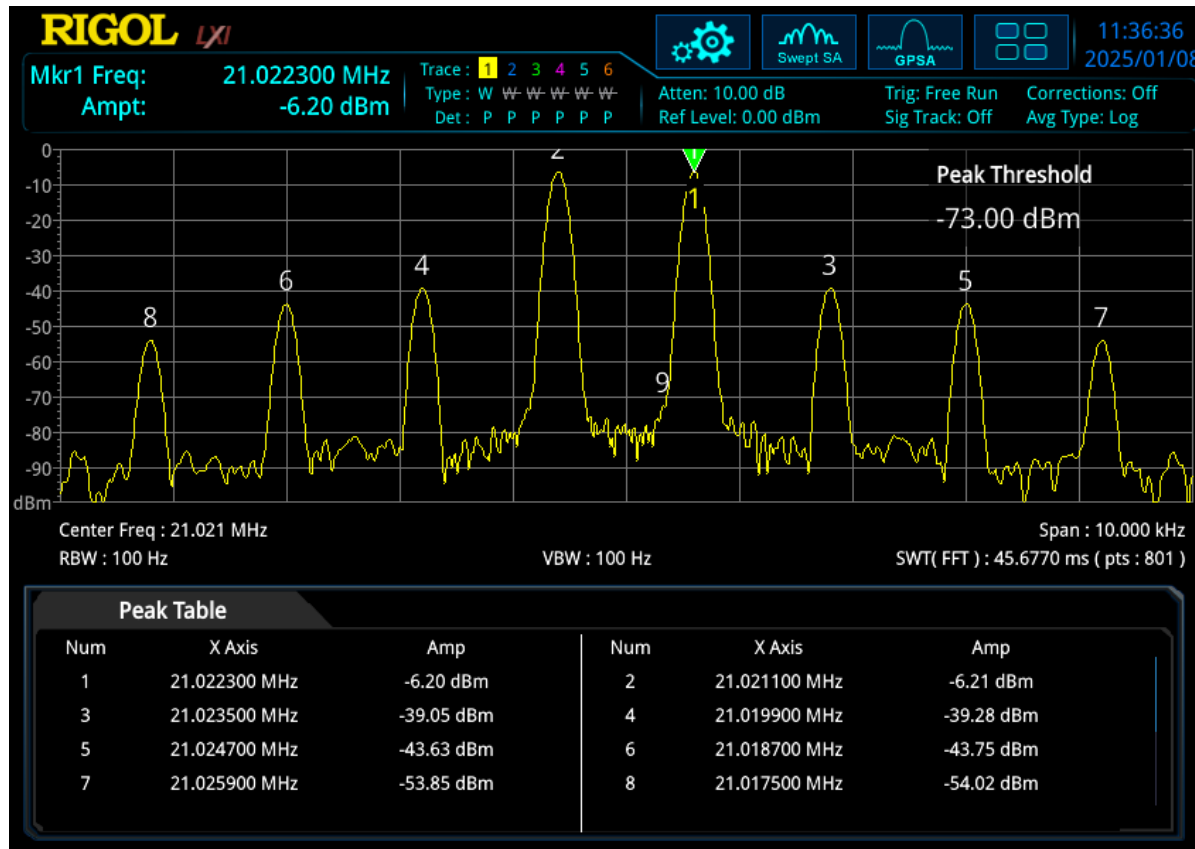 RIGOL LXI
Swept SA
GPSA
11:36:36
2025/01/08
Mkr1 Freq: 21.022300 MHz
Ampt: -6.20 dBm
Trace : 1 2 3 4 5 6
Type : W W W W W W
Det : P P P P P P
Atten: 10.00 dB
Ref Level: 0.00 dBm
Trig: Free Run
Sig Track: Off
Corrections: Off
Avg Type: Log
Peak Threshold
-73.00 dBm
0
-10
-20
-30
-40
-50
-60
-70
-80
-90
dBm
8
6
4
2
9
1
1
3
5
7
Center Freq : 21.021 MHz
Span : 10.000 kHz
RBW : 100 Hz
VBW : 100 Hz
SWT( FFT ) : 45.6770 ms ( pts : 801 )
Peak Table
Num X Axis Amp Num X Axis Amp
1 21.022300 MHz -6.20 dBm 2 21.021100 MHz -6.21 dBm
3 21.023500 MHz -39.05 dBm 4 21.019900 MHz -39.28 dBm
5 21.024700 MHz -43.63 dBm 6 21.018700 MHz -43.75 dBm
7 21.025900 MHz -53.85 dBm 8 21.017500 MHz -54.02 dBm